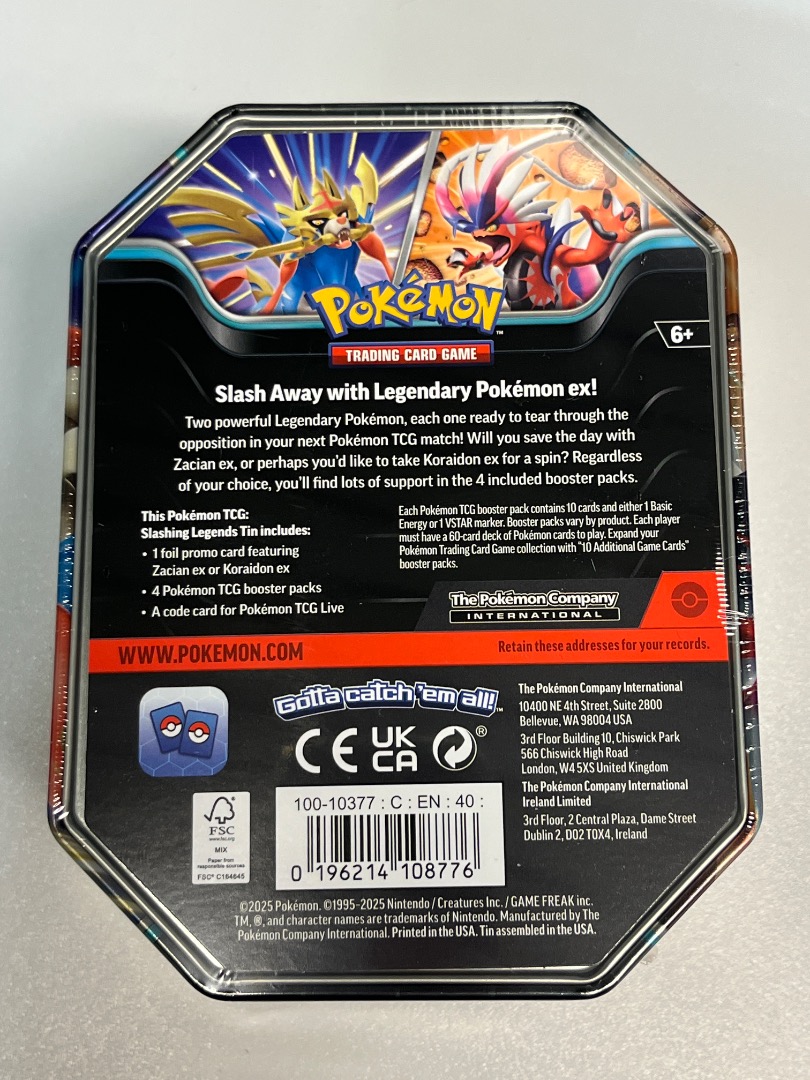 POKéMON
™
TRADING CARD GAME
6+
Slash Away with Legendary Pokémon ex!
Two powerful Legendary Pokémon, each one ready to tear through the
opposition in your next Pokémon TCG match! Will you save the day with
Zacian ex, or perhaps you'd like to take Koraidon ex for a spin? Regardless
of your choice, you'll find lots of support in the 4 included booster packs.
This Pokémon TCG:
Slashing Legends Tin includes:
• 1 foil promo card featuring
Zacian ex or Koraidon ex
• 4 Pokémon TCG booster packs
• A code card for Pokémon TCG Live
Each Pokémon TCG booster pack contains 10 cards and either 1 Basic
Energy or 1 VSTAR marker. Booster packs vary by product. Each player
must have a 60-card deck of Pokémon cards to play. Expand your
Pokémon Trading Card Game collection with "10 Additional Game Cards"
booster packs.
The Pokémon Company
INTERNATIONAL
WWW.POKEMON.COM
Retain these addresses for your records.
Gotta catch 'em all!™
CE UK
CA ®
The Pokémon Company International
10400 NE 4th Street, Suite 2800
Bellevue, WA 98004 USA
3rd Floor Building 10, Chiswick Park
566 Chiswick High Road
London, W4 5XS United Kingdom
The Pokémon Company International
Ireland Limited
3rd Floor, 2 Central Plaza, Dame Street
Dublin 2, D02 T0X4, Ireland
FSC
www.fsc.org
MIX
Paper from
responsible sources
FSC® C164645
100-10377 : C : EN : 40 :
0 196214 108776
©2025 Pokémon. ©1995–2025 Nintendo / Creatures Inc. / GAME FREAK inc.
TM, ®, and character names are trademarks of Nintendo. Manufactured by The
Pokémon Company International. Printed in the USA. Tin assembled in the USA.